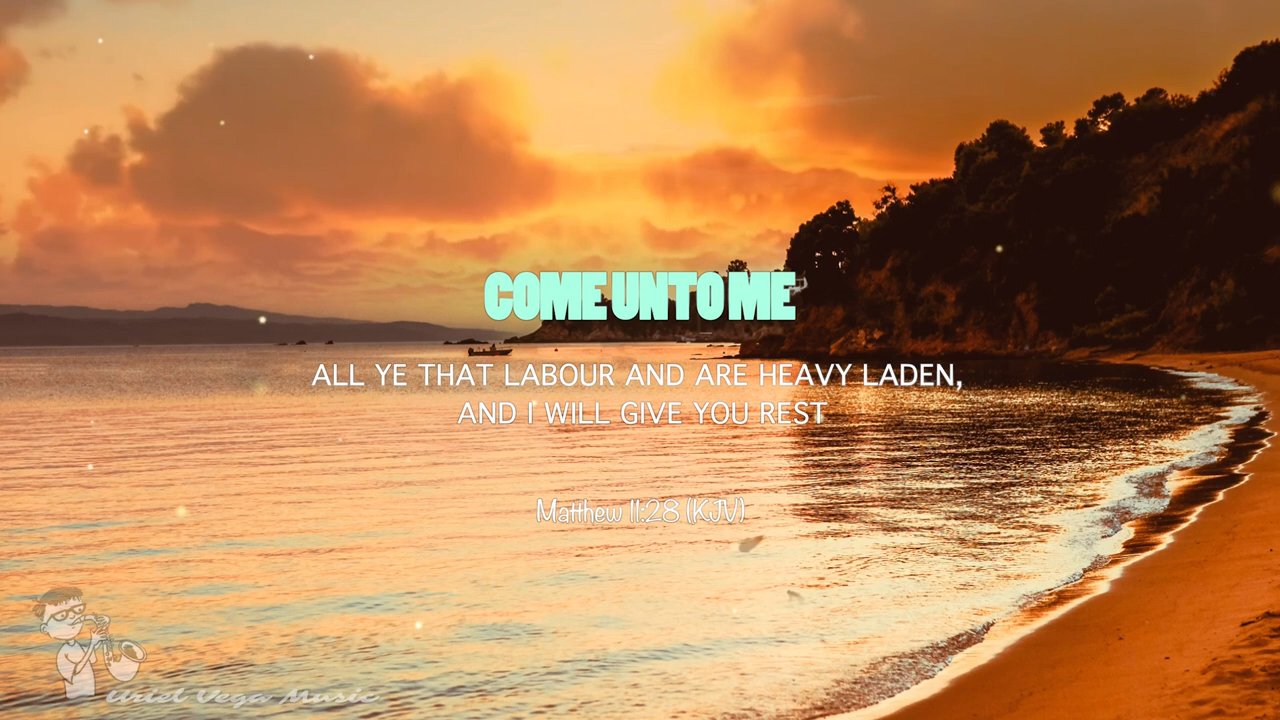 COME UNTO ME
ALL YE THAT LABOUR AND ARE HEAVY LADEN,
AND I WILL GIVE YOU REST
Matthew 11:28 (KJV)
Uriel Vega Music